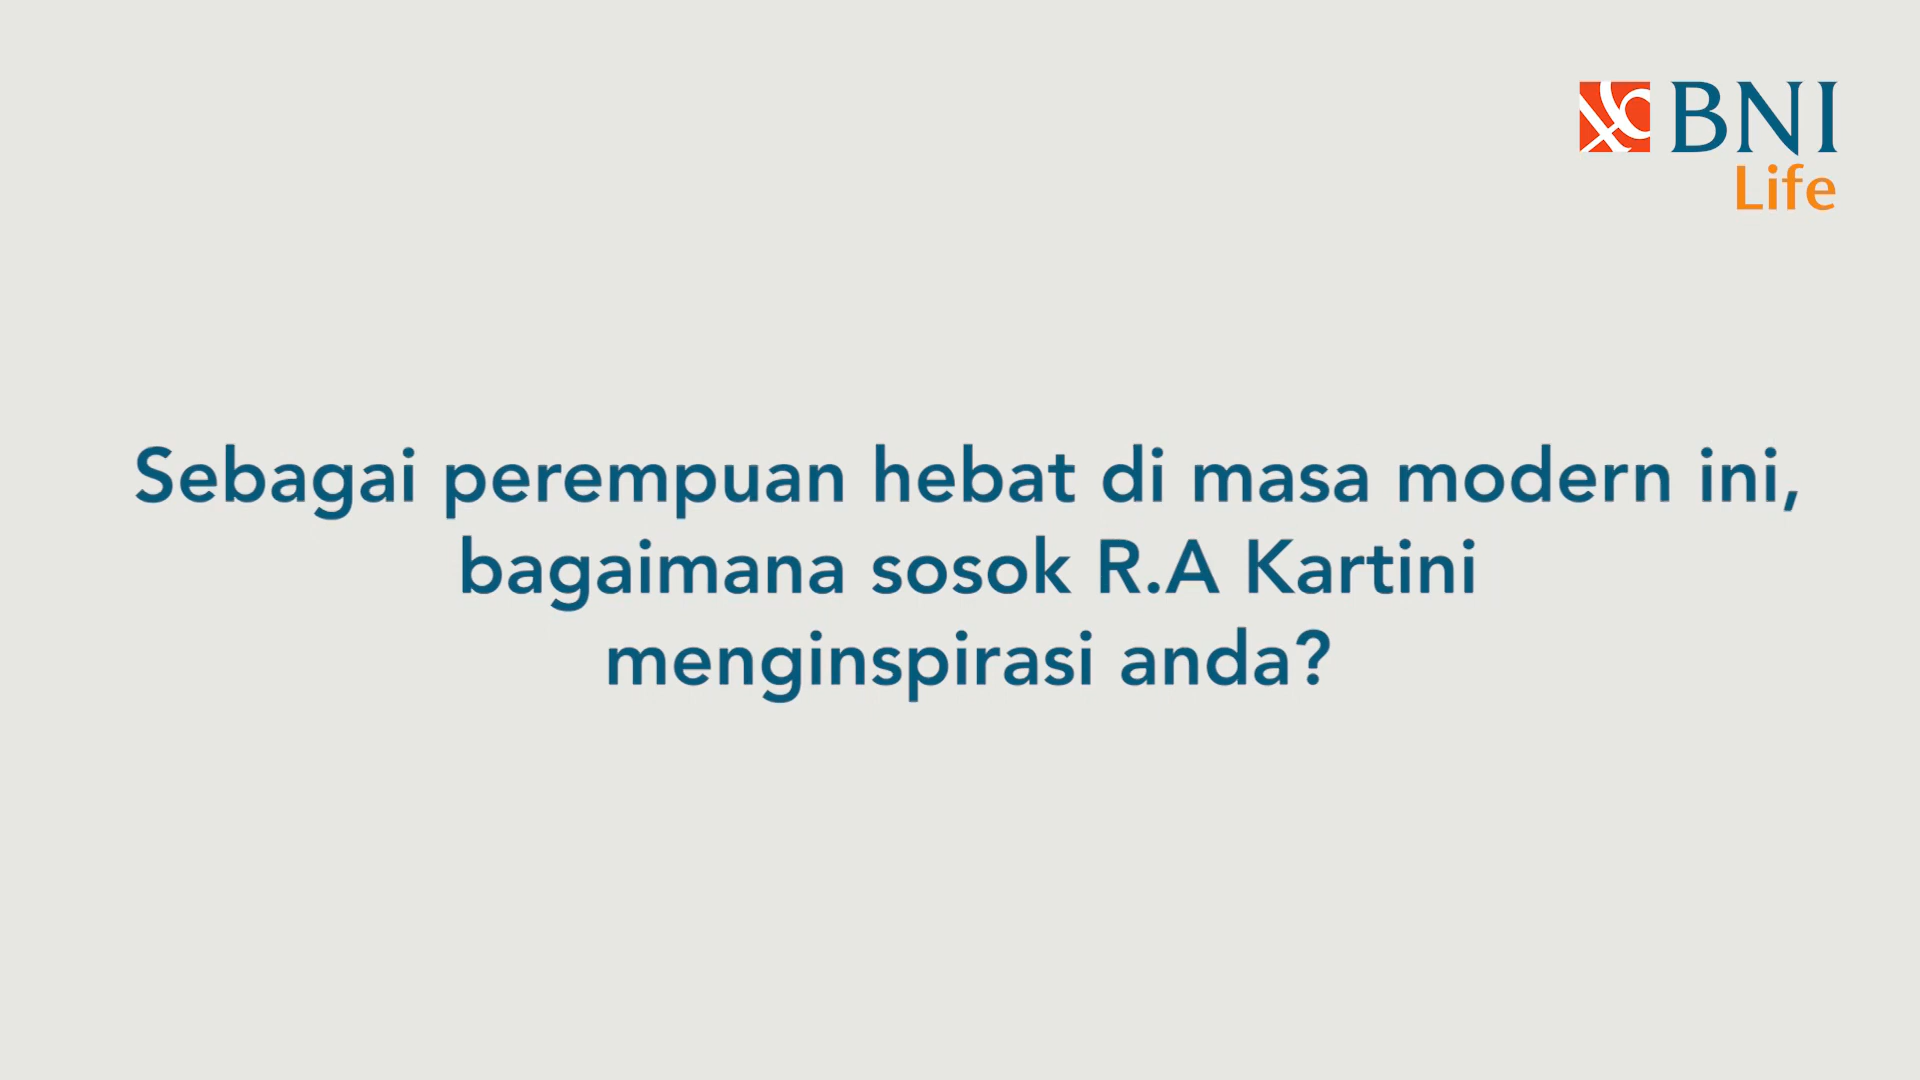 BNI
Life
Sebagai perempuan hebat di masa modern ini,
bagaimana sosok R.A Kartini
menginspirasi anda?